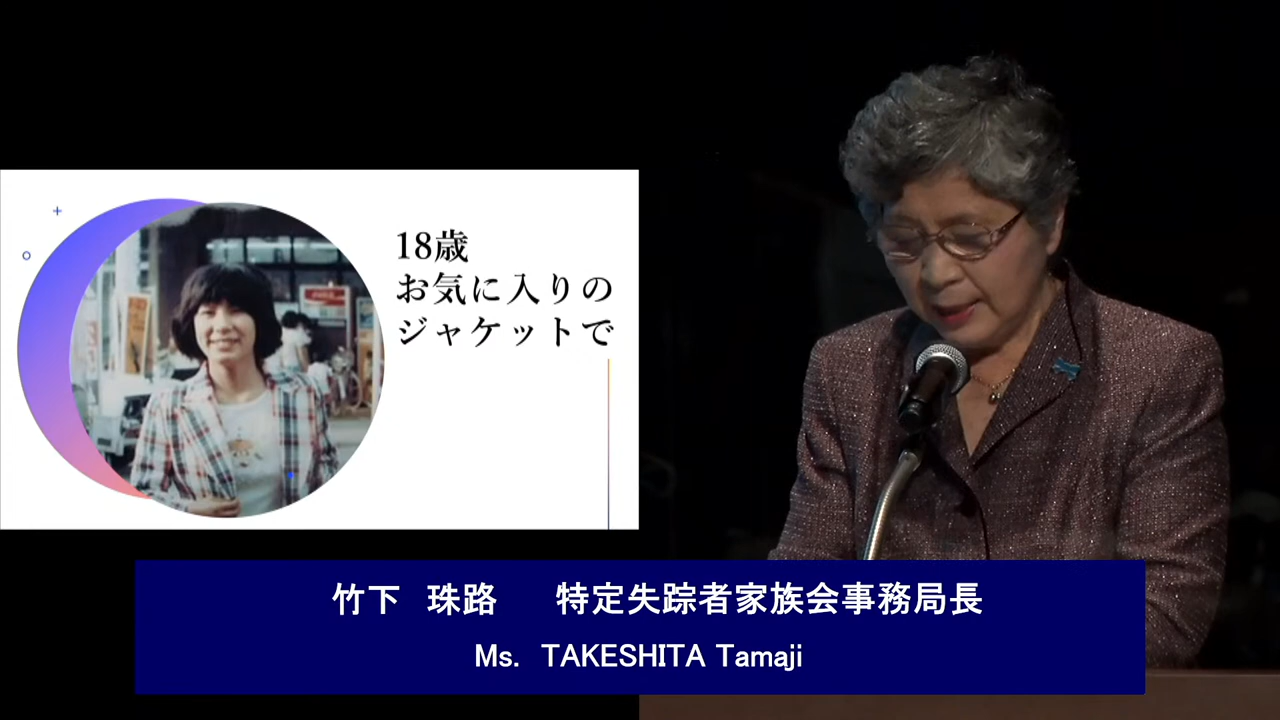 18歳
お気に入りの
ジャケットで
竹下 珠路 特定失踪者家族会事務局長
Ms. TAKESHITA Tamaji